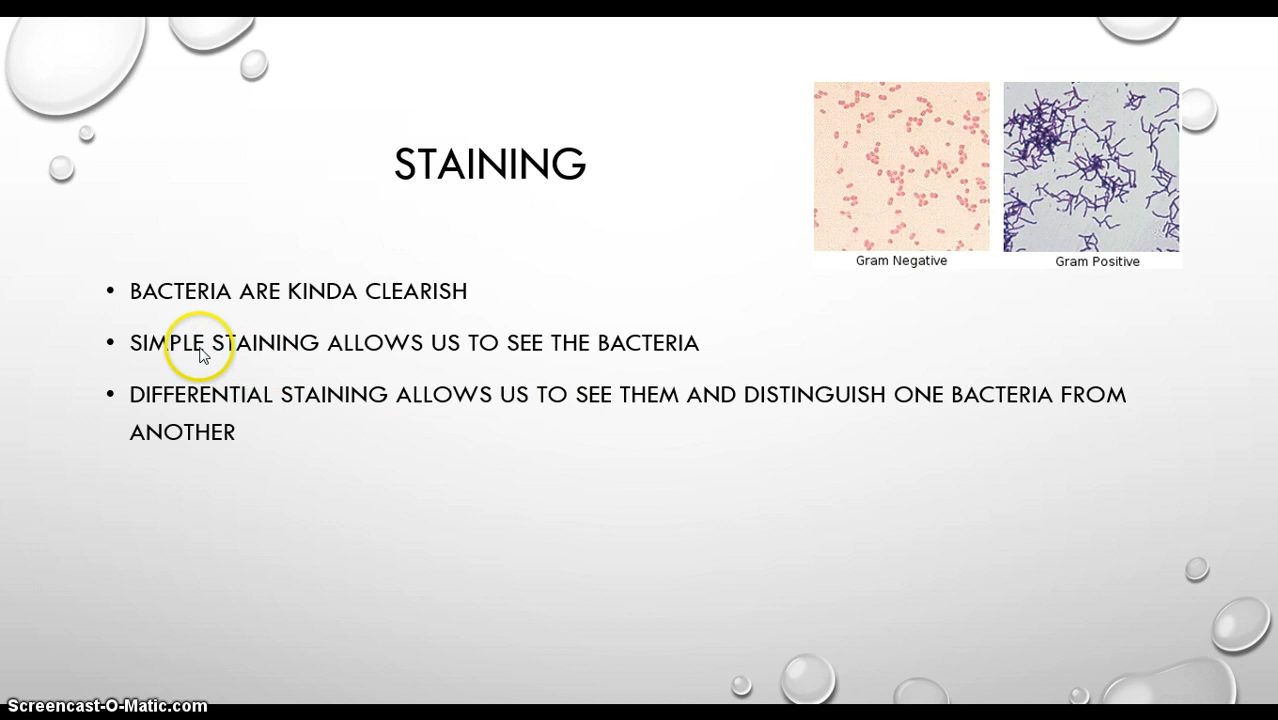 STAINING
Gram Negative
Gram Positive
• BACTERIA ARE KINDA CLEARISH
• SIMPLE STAINING ALLOWS US TO SEE THE BACTERIA
• DIFFERENTIAL STAINING ALLOWS US TO SEE THEM AND DISTINGUISH ONE BACTERIA FROM
ANOTHER
Screencast-O-Matic.com